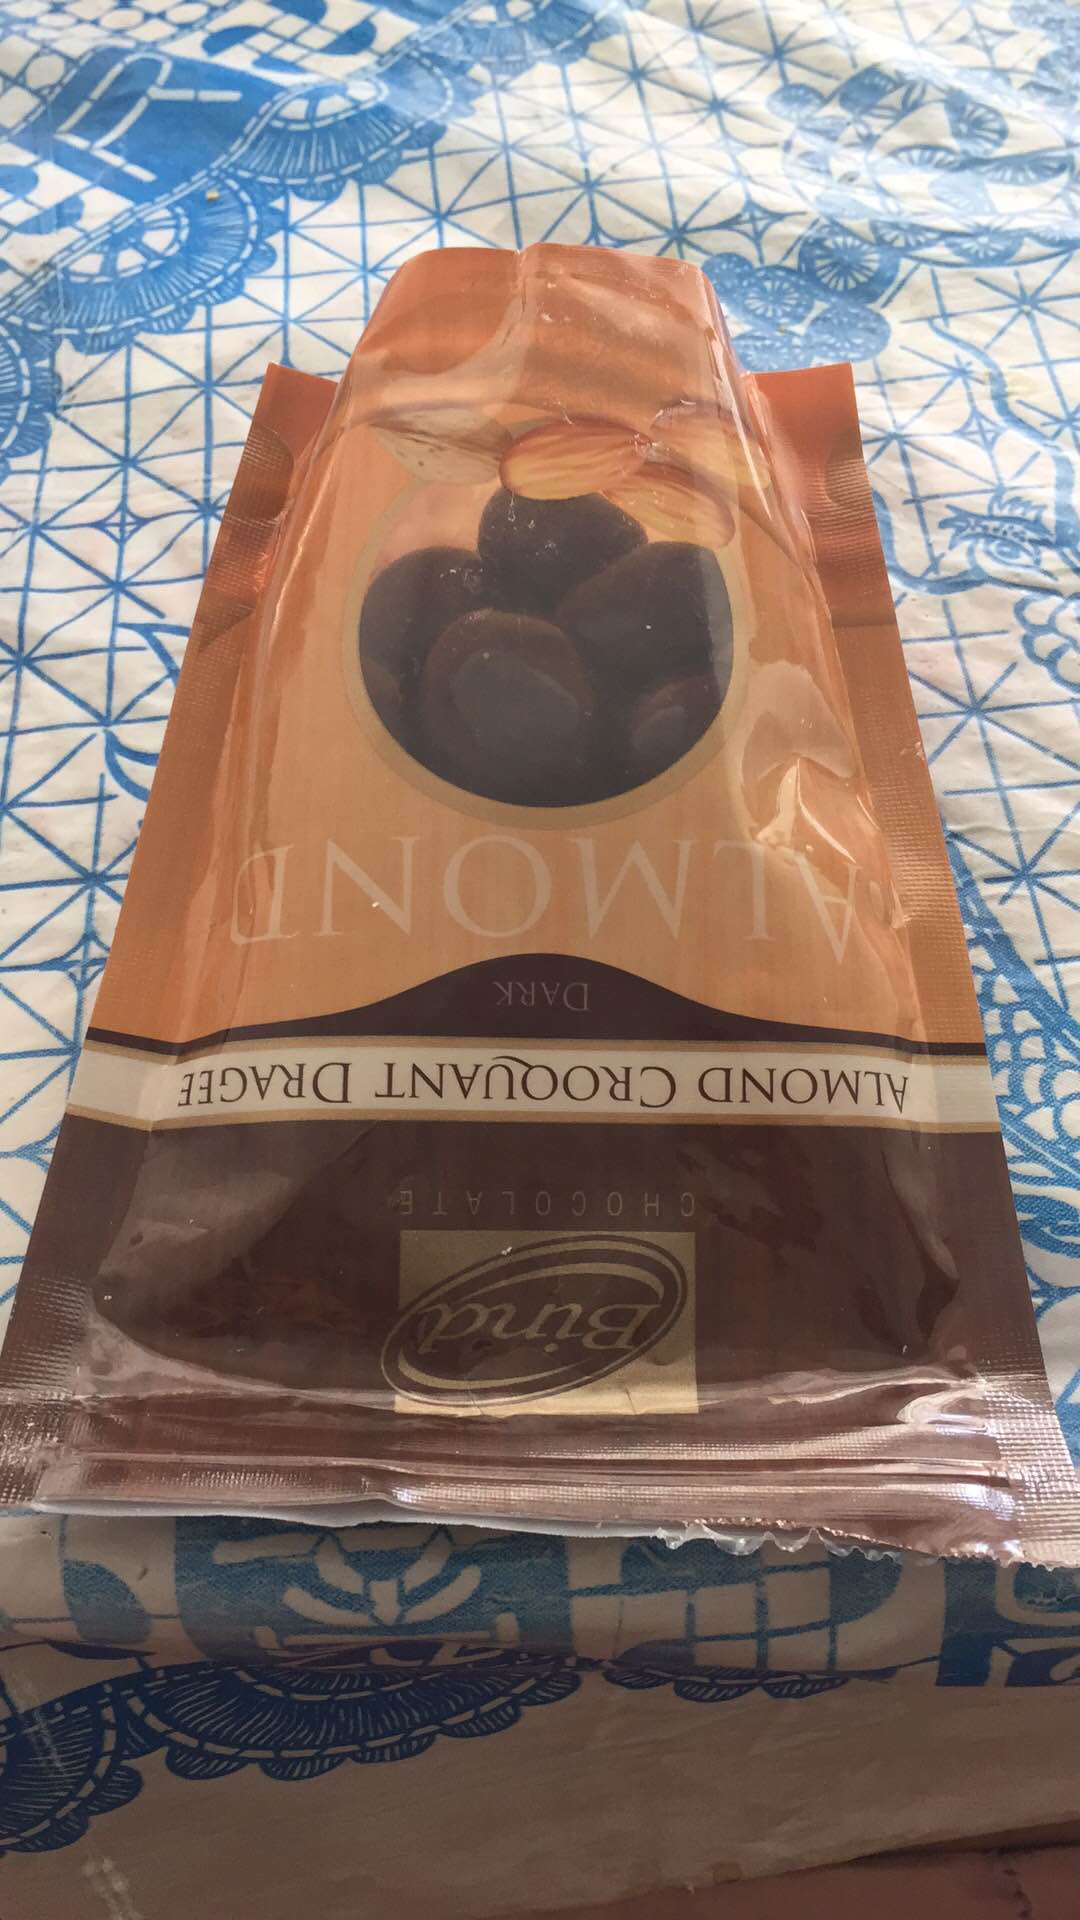 Bind
CHOCOLATE
ALMOND CROQUANT DRAGEE
DARK
ALMOND